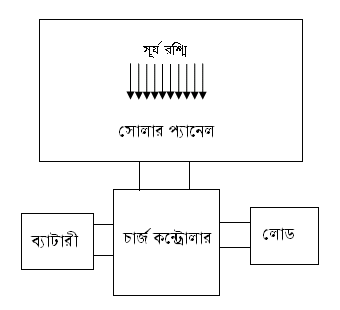 সূর্য রশ্মি
সোলার প্যানেল
ব্যাটারী
চার্জ কন্ট্রোলার
লোড